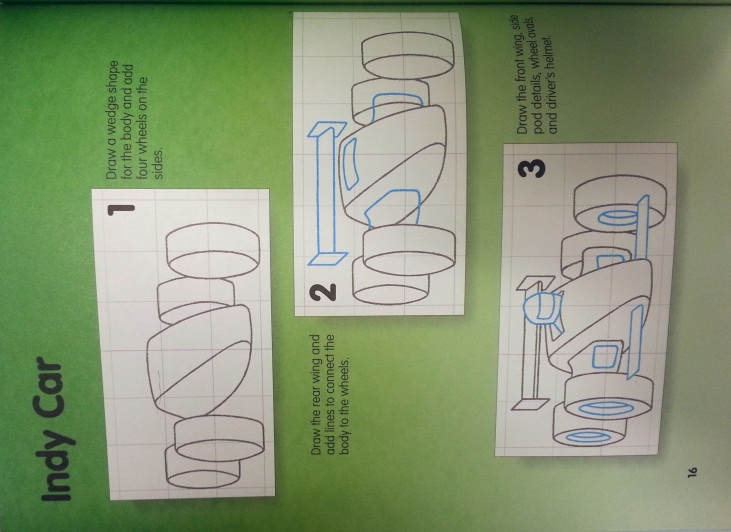 Indy Car
1
Draw a wedge shape
for the body and add
four wheels on the
sides.
2
Draw the rear wing and
add lines to connect the
body to the wheels.
3
Draw the front wing, side
pod details, wheel ovals,
and driver's helmet.
16